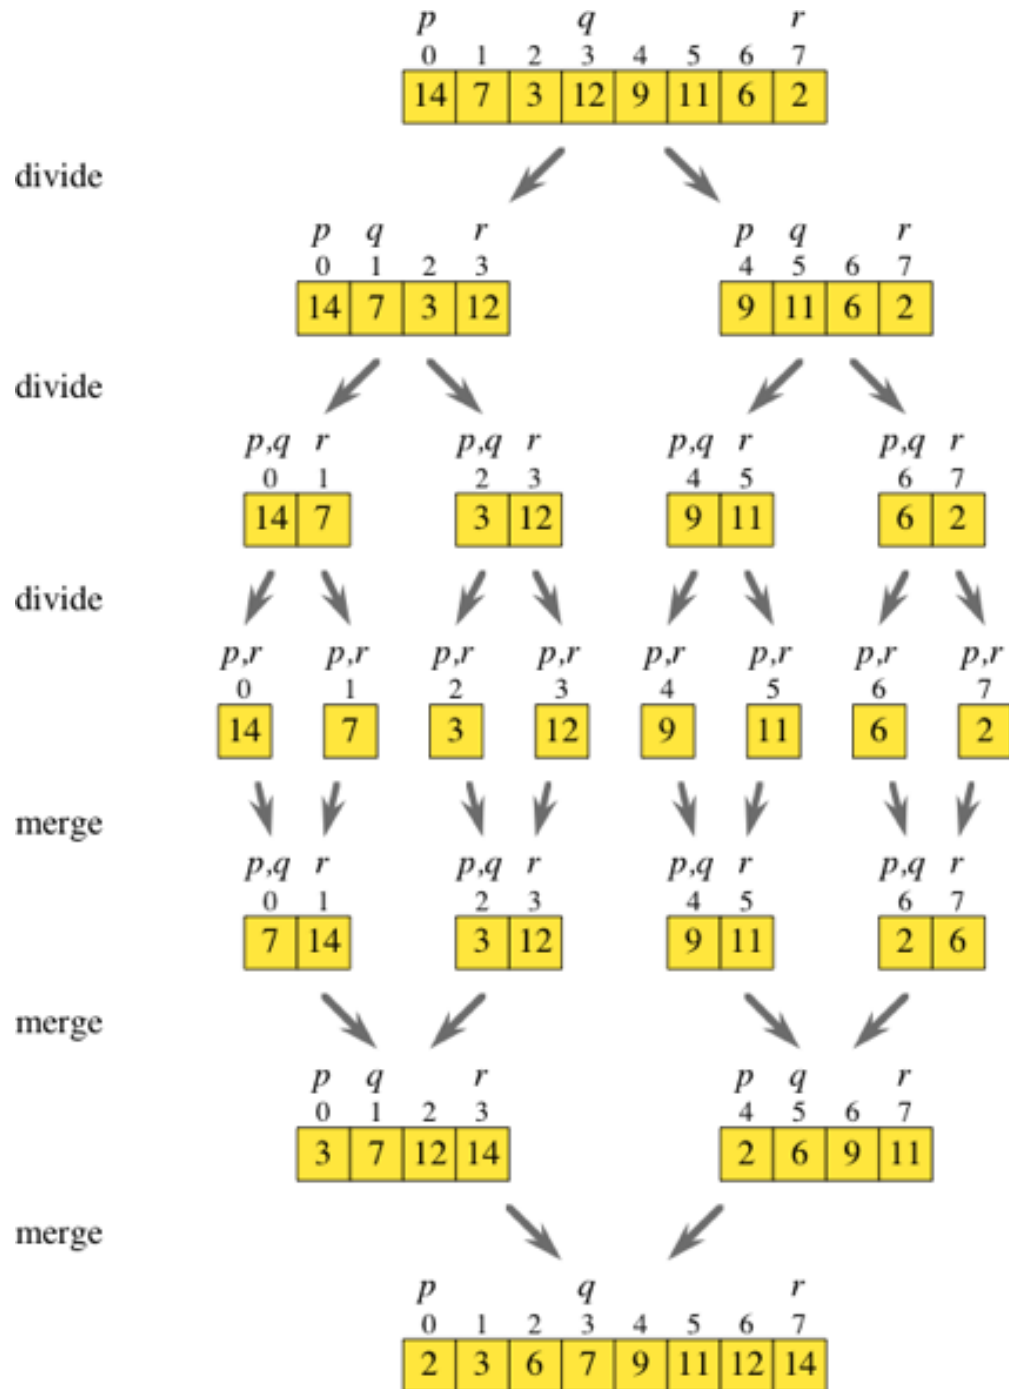 p q r
0 1 2 3 4 5 6 7
14 7 3 12 9 11 6 2
divide
p q r p q r
0 1 2 3 4 5 6 7
14 7 3 12 9 11 6 2
divide
p,q r p,q r p,q r p,q r
0 1 2 3 4 5 6 7
14 7 3 12 9 11 6 2
divide
p,r p,r p,r p,r p,r p,r p,r p,r
0 1 2 3 4 5 6 7
14 7 3 12 9 11 6 2
merge
p,q r p,q r p,q r p,q r
0 1 2 3 4 5 6 7
7 14 3 12 9 11 2 6
merge
p q r p q r
0 1 2 3 4 5 6 7
3 7 12 14 2 6 9 11
merge
p q r
0 1 2 3 4 5 6 7
2 3 6 7 9 11 12 14